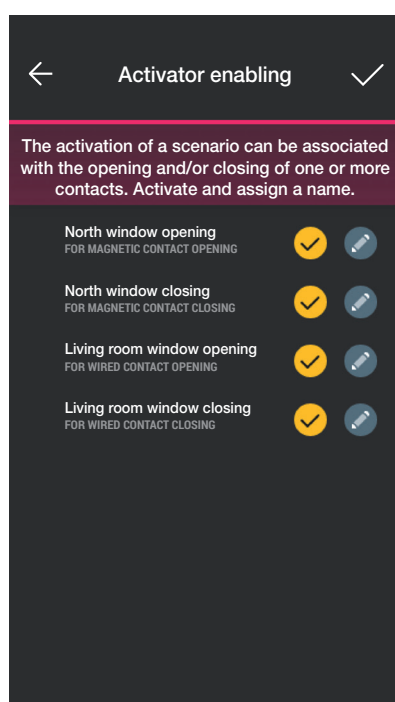 Activator enabling
The activation of a scenario can be associated
with the opening and/or closing of one or more
contacts. Activate and assign a name.
North window opening
FOR MAGNETIC CONTACT OPENING
North window closing
FOR MAGNETIC CONTACT CLOSING
Living room window opening
FOR WIRED CONTACT OPENING
Living room window closing
FOR WIRED CONTACT CLOSING